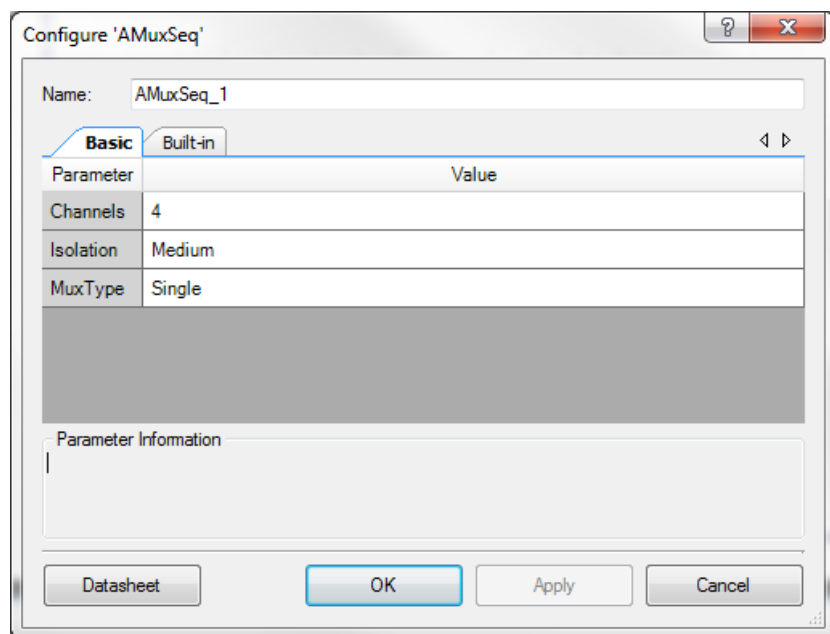 Configure 'AMuxSeq'
Name: AMuxSeq_1
Basic Built-in
Parameter Value
Channels 4
Isolation Medium
MuxType Single
Parameter Information
Datasheet OK Apply Cancel